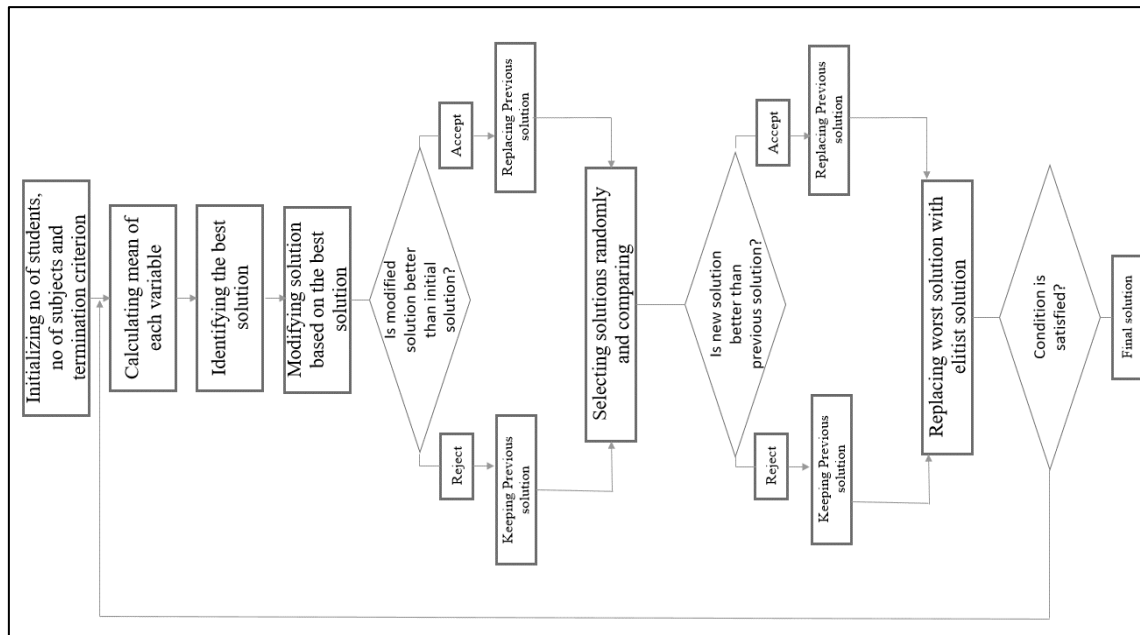 Initializing no of students,
no of subjects and
termination criterion
Calculating mean of
each variable
Identifying the best
solution
Modifying solution
based on the best
solution
Is modified
solution better
than initial
solution?
Reject
Accept
Keeping Previous
solution
Replacing Previous
solution
Selecting solutions randomly
and comparing
Is new solution
better than
previous solution?
Reject
Accept
Keeping Previous
solution
Replacing Previous
solution
Replacing worst solution with
elitist solution
Condition is
satisfied?
Final solution